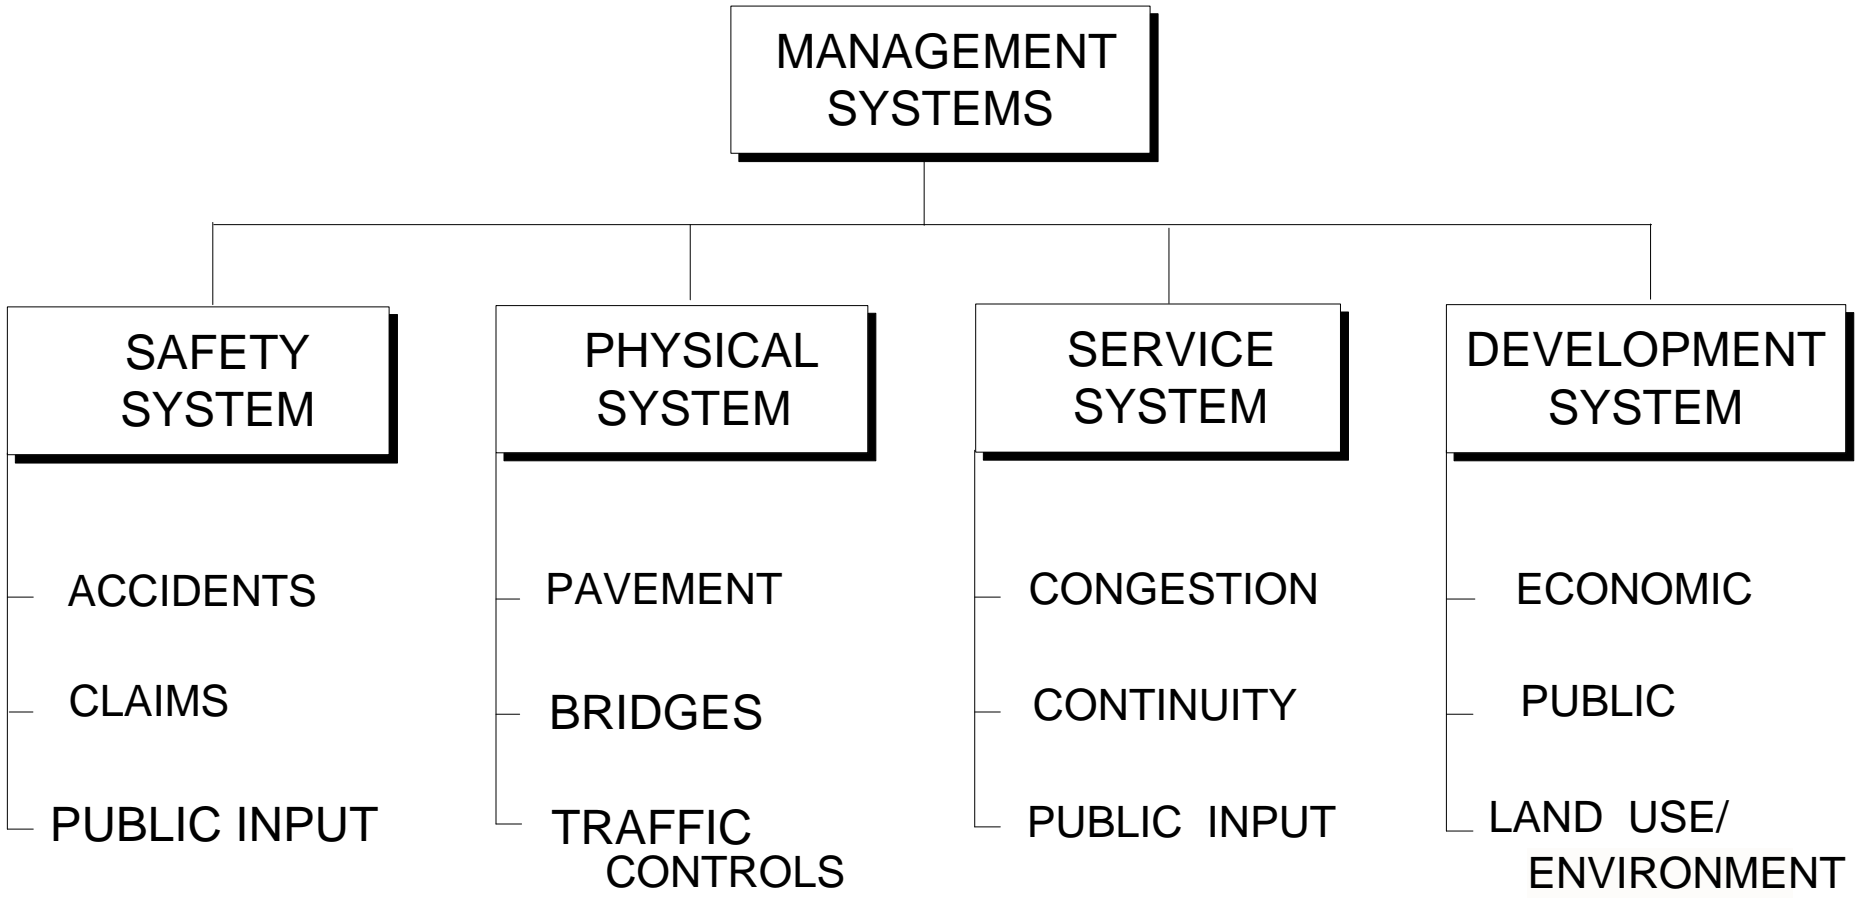 MANAGEMENT
SYSTEMS
SAFETY
SYSTEM
ACCIDENTS
CLAIMS
PUBLIC INPUT
PHYSICAL
SYSTEM
PAVEMENT
BRIDGES
TRAFFIC
CONTROLS
SERVICE
SYSTEM
CONGESTION
CONTINUITY
PUBLIC INPUT
DEVELOPMENT
SYSTEM
ECONOMIC
PUBLIC
LAND USE/
ENVIRONMENT